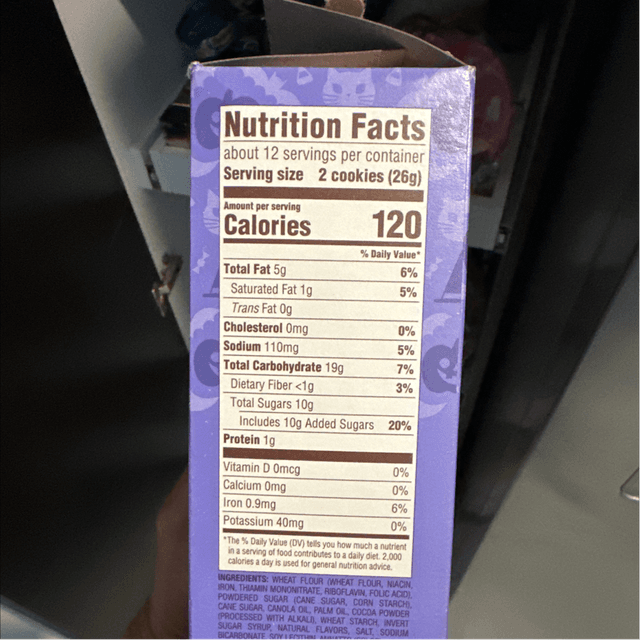 Nutrition Facts
about 12 servings per container
Serving size 2 cookies (26g)
Amount per serving
Calories 120
% Daily Value*
Total Fat 5g 6%
Saturated Fat 1g 5%
Trans Fat 0g
Cholesterol 0mg 0%
Sodium 110mg 5%
Total Carbohydrate 19g 7%
Dietary Fiber <1g 3%
Total Sugars 10g
Includes 10g Added Sugars 20%
Protein 1g
Vitamin D 0mcg 0%
Calcium 0mg 0%
Iron 0.9mg 6%
Potassium 40mg 0%
*The % Daily Value (DV) tells you how much a nutrient
in a serving of food contributes to a daily diet. 2,000
calories a day is used for general nutrition advice.
INGREDIENTS: WHEAT FLOUR (WHEAT FLOUR, NIACIN,
IRON, THIAMIN MONONITRATE, RIBOFLAVIN, FOLIC ACID),
POWDERED SUGAR (CANE SUGAR, CORN STARCH),
CANE SUGAR, CANOLA OIL, PALM OIL, COCOA POWDER
(PROCESSED WITH ALKALI), WHEAT STARCH, INVERT
SUGAR SYRUP, NATURAL FLAVORS, SALT, SODIUM
BICARBONATE, SOY LECITHIN,